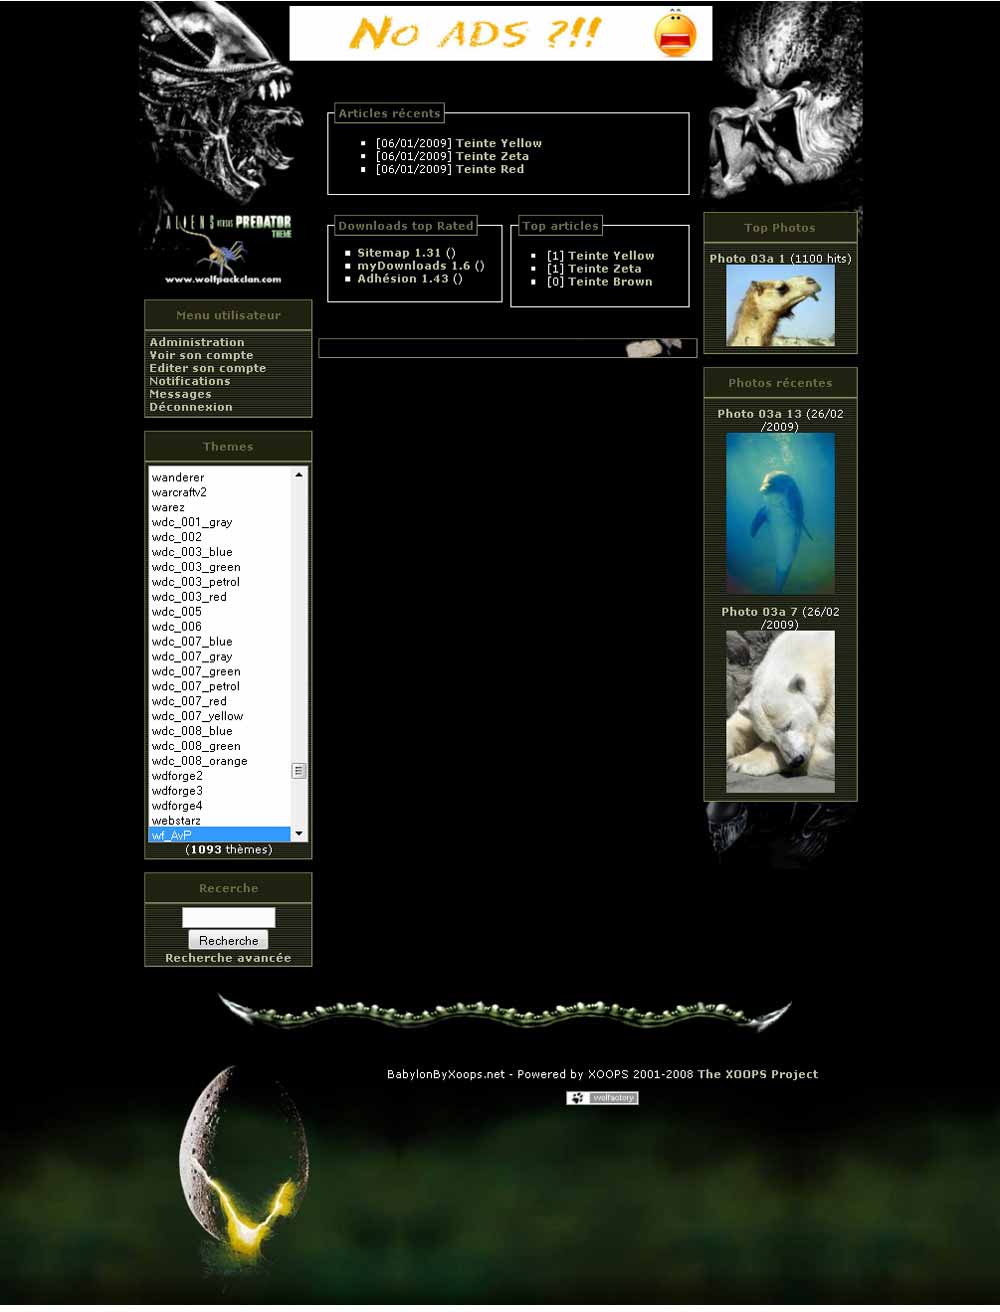 No ADS ?!!
ALIENS VERSUS PREDATOR
THEME
www.wolfpackclan.com
Menu utilisateur
Administration
Voir son compte
Editer son compte
Notifications
Messages
Déconnexion
Themes
wanderer
warcraftv2
warez
wdc_001_gray
wdc_002
wdc_003_blue
wdc_003_green
wdc_003_petrol
wdc_003_red
wdc_005
wdc_006
wdc_007_blue
wdc_007_gray
wdc_007_green
wdc_007_petrol
wdc_007_red
wdc_007_yellow
wdc_008_blue
wdc_008_green
wdc_008_orange
wdforge2
wdforge3
wdforge4
webstarz
wf_AvP
(1093 thèmes)
Recerche
Recherche
Recherche avancée
Articles récents
[06/01/2009] Teinte Yellow
[06/01/2009] Teinte Zeta
[06/01/2009] Teinte Red
Downloads top Rated
Sitemap 1.31 ()
myDownloads 1.6 ()
Adhésion 1.43 ()
Top articles
[1] Teinte Yellow
[1] Teinte Zeta
[0] Teinte Brown
Top Photos
Photo 03a 1 (1100 hits)
Photos récentes
Photo 03a 13 (26/02
/2009)
Photo 03a 7 (26/02
/2009)
BabylonByXoops.net - Powered by XOOPS 2001-2008 The XOOPS Project
wolfactory